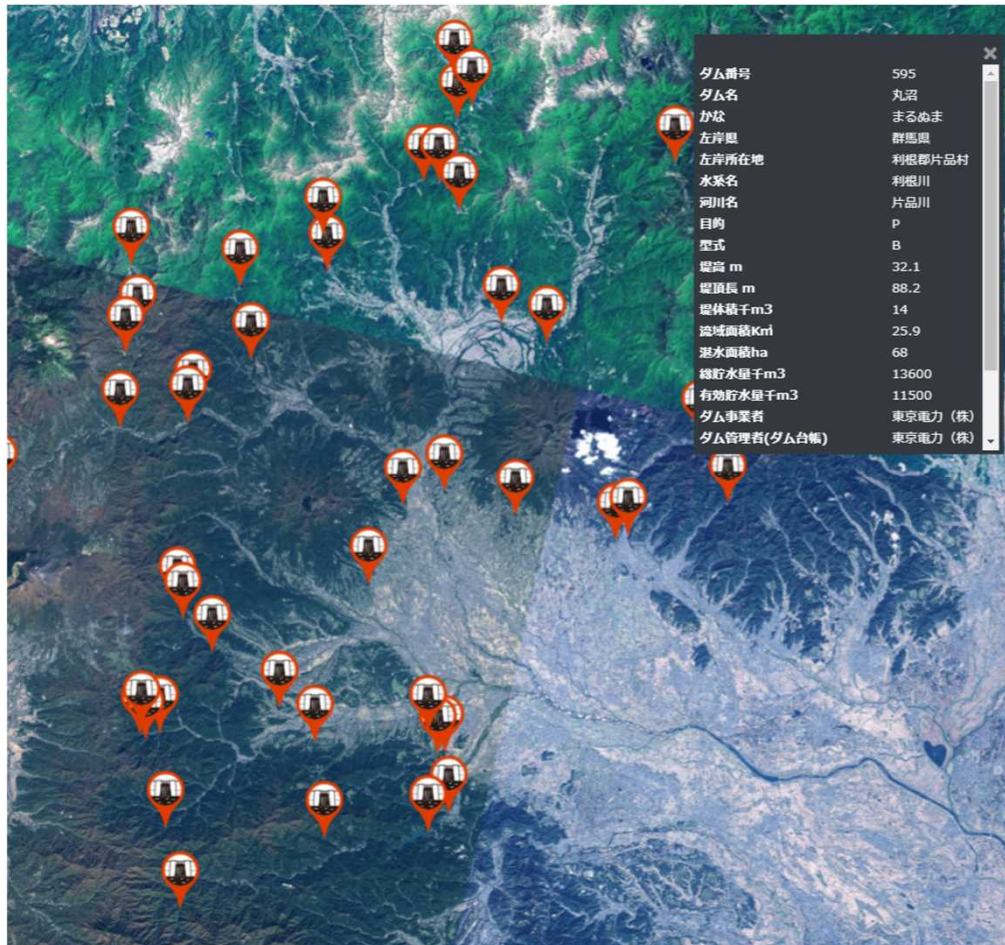 ダム番号 595
ダム名 丸沼
かな まるぬま
左岸県 群馬県
左岸所在地 利根郡片品村
水系名 利根川
河川名 片品川
目的 P
型式 B
堤高 m 32.1
堤頂長 m 88.2
堤体積千m3 14
流域面積K㎡ 25.9
湛水面積ha 68
総貯水量千m3 13600
有効貯水量千m3 11500
ダム事業者 東京電力（株）
ダム管理者(ダム台帳) 東京電力（株）